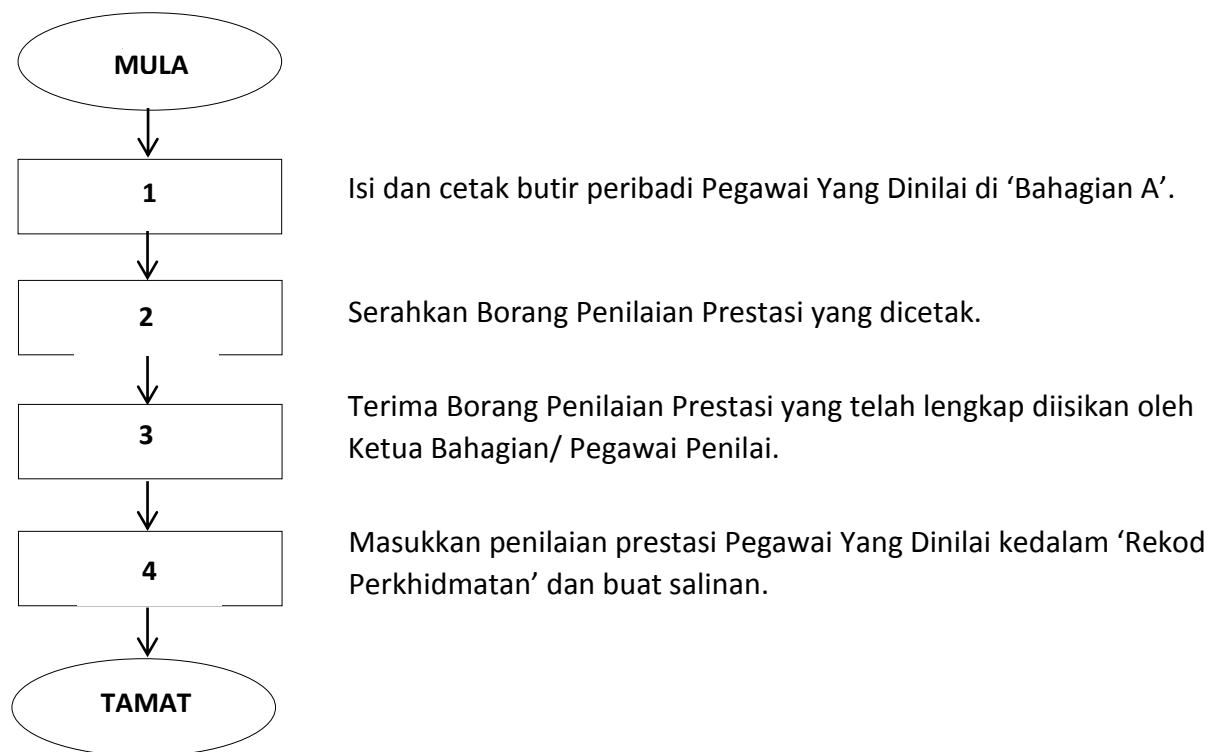 MULA
1
Isi dan cetak butir peribadi Pegawai Yang Dinilai di ‘Bahagian A’.
2
Serahkan Borang Penilaian Prestasi yang dicetak.
3
Terima Borang Penilaian Prestasi yang telah lengkap diisikan oleh
Ketua Bahagian/ Pegawai Penilai.
4
Masukkan penilaian prestasi Pegawai Yang Dinilai kedalam ‘Rekod
Perkhidmatan’ dan buat salinan.
TAMAT